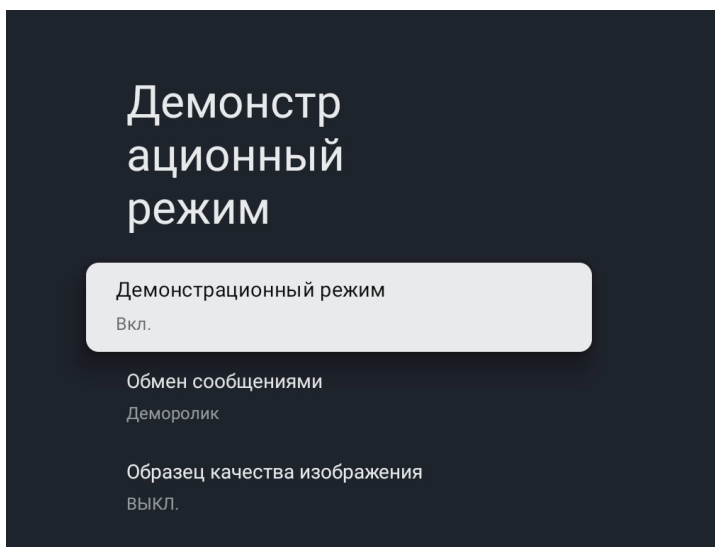 Демонстр
ационный
режим
Демонстрационный режим
Вкл.
Обмен сообщениями
Деморолик
Образец качества изображения
ВЫКЛ.